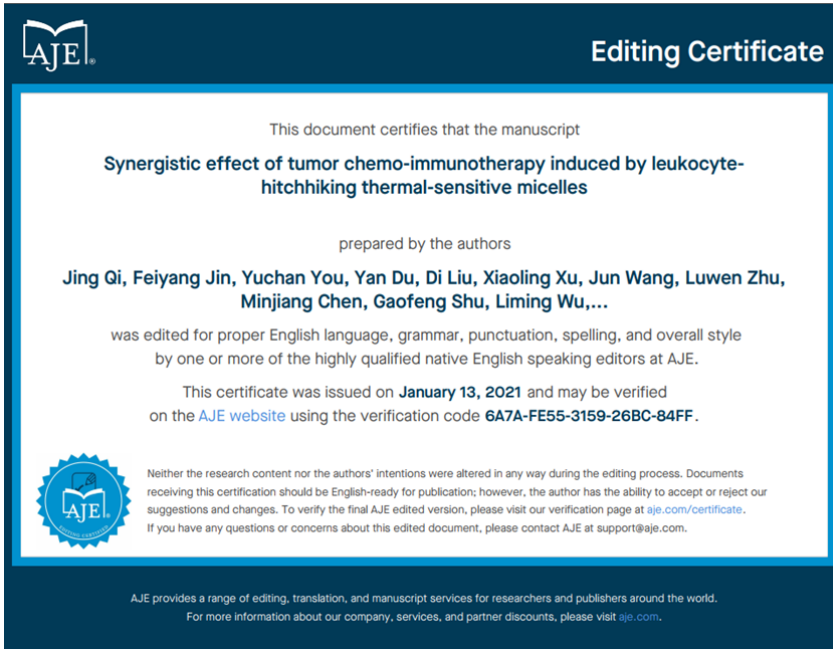 AJE®
Editing Certificate
This document certifies that the manuscript
Synergistic effect of tumor chemo-immunotherapy induced by leukocyte-
hitchhiking thermal-sensitive micelles
prepared by the authors
Jing Qi, Feiyang Jin, Yuchan You, Yan Du, Di Liu, Xiaoling Xu, Jun Wang, Luwen Zhu,
Minjiang Chen, Gaofeng Shu, Liming Wu,...
was edited for proper English language, grammar, punctuation, spelling, and overall style
by one or more of the highly qualified native English speaking editors at AJE.
This certificate was issued on January 13, 2021 and may be verified
on the AJE website using the verification code 6A7A-FE55-3159-26BC-84FF.
AJE®
EDITING CERTIFIED
Neither the research content nor the authors' intentions were altered in any way during the editing process. Documents
receiving this certification should be English-ready for publication; however, the author has the ability to accept or reject our
suggestions and changes. To verify the final AJE edited version, please visit our verification page at aje.com/certificate.
If you have any questions or concerns about this edited document, please contact AJE at support@aje.com.
AJE provides a range of editing, translation, and manuscript services for researchers and publishers around the world.
For more information about our company, services, and partner discounts, please visit aje.com.